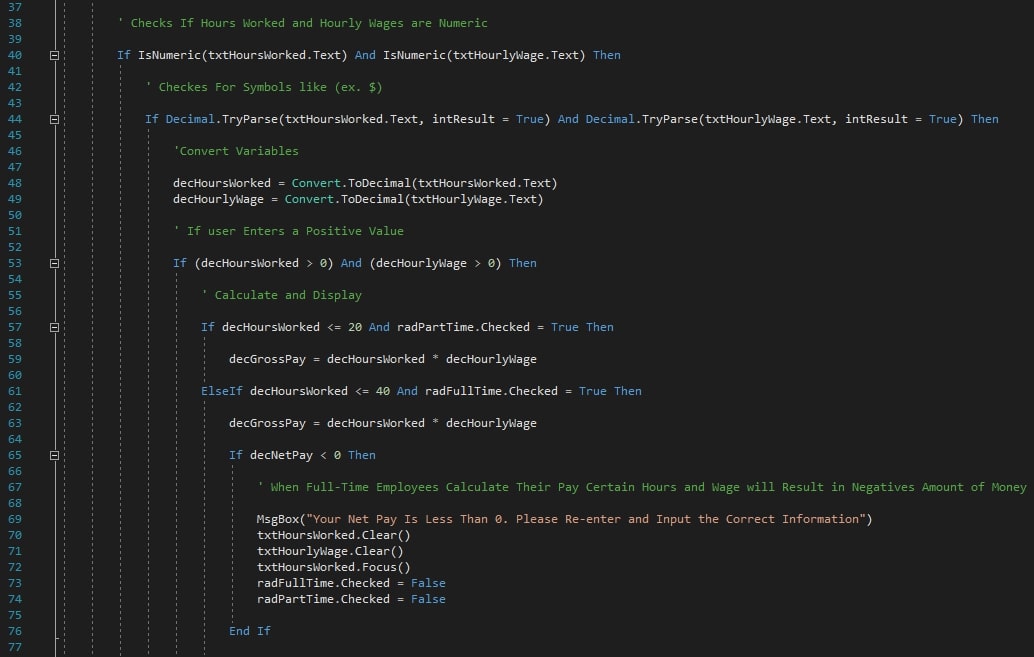 37
38 ' Checks If Hours Worked and Hourly Wages are Numeric
39
40 If IsNumeric(txtHoursWorked.Text) And IsNumeric(txtHourlyWage.Text) Then
41
42 ' Checkes For Symbols like (ex. $)
43
44 If Decimal.TryParse(txtHoursWorked.Text, intResult = True) And Decimal.TryParse(txtHourlyWage.Text, intResult = True) Then
45
46 'Convert Variables
47
48 decHoursWorked = Convert.ToDecimal(txtHoursWorked.Text)
49 decHourlyWage = Convert.ToDecimal(txtHourlyWage.Text)
50
51 ' If user Enters a Positive Value
52
53 If (decHoursWorked > 0) And (decHourlyWage > 0) Then
54
55 ' Calculate and Display
56
57 If decHoursWorked <= 20 And radPartTime.Checked = True Then
58
59 decGrossPay = decHoursWorked * decHourlyWage
60
61 ElseIf decHoursWorked <= 40 And radFullTime.Checked = True Then
62
63 decGrossPay = decHoursWorked * decHourlyWage
64
65 If decNetPay < 0 Then
66
67 ' When Full-Time Employees Calculate Their Pay Certain Hours and Wage will Result in Negatives Amount of Money
68
69 MsgBox("Your Net Pay Is Less Than 0. Please Re-enter and Input the Correct Information")
70 txtHoursWorked.Clear()
71 txtHourlyWage.Clear()
72 txtHoursWorked.Focus()
73 radFullTime.Checked = False
74 radPartTime.Checked = False
75
76 End If
77